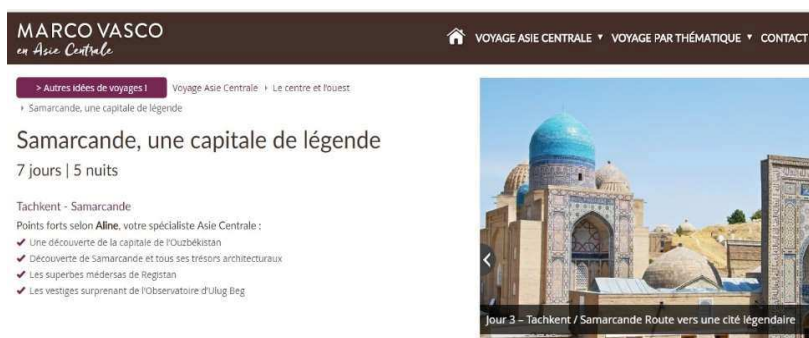 MARCO VASCO
en Asie Centrale
VOYAGE ASIE CENTRALE ▼ VOYAGE PAR THÉMATIQUE ▼ CONTACT
> Autres idées de voyages ! Voyage Asie Centrale › Le centre et l'ouest
› Samarcande, une capitale de légende
Samarcande, une capitale de légende
7 jours | 5 nuits
Tachkent - Samarcande
Points forts selon Aline, votre spécialiste Asie Centrale :
✔ Une découverte de la capitale de l'Ouzbékistan
✔ Découverte de Samarcande et tous ses trésors architecturaux
✔ Les superbes médersas de Registan
✔ Les vestiges surprenant de l'Observatoire d'Ulug Beg
Jour 3 – Tachkent / Samarcande Route vers une cité légendaire